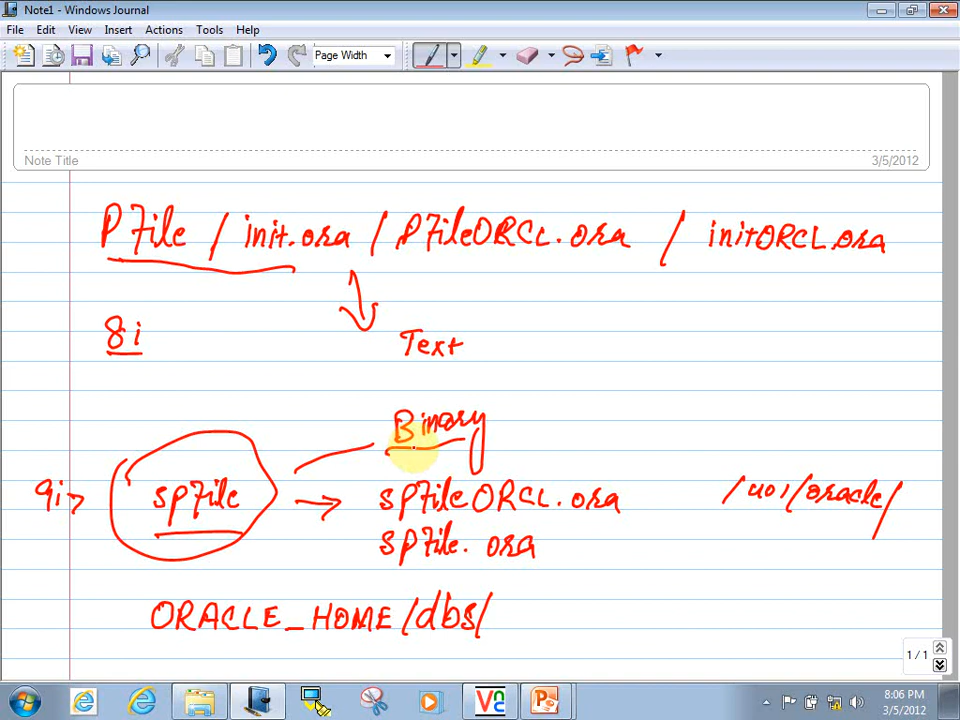 Note1 - Windows Journal
File Edit View Insert Actions Tools Help
Page Width
Note Title 3/5/2012
Pfile / init.ora / PfileORCL.ora / initORCL.ora
8i
Text
Binary
9i> spfile → spfileORCL.ora /u01/oracle/
spfile.ora
ORACLE_HOME/dbs/
1 / 1
8:06 PM
3/5/2012